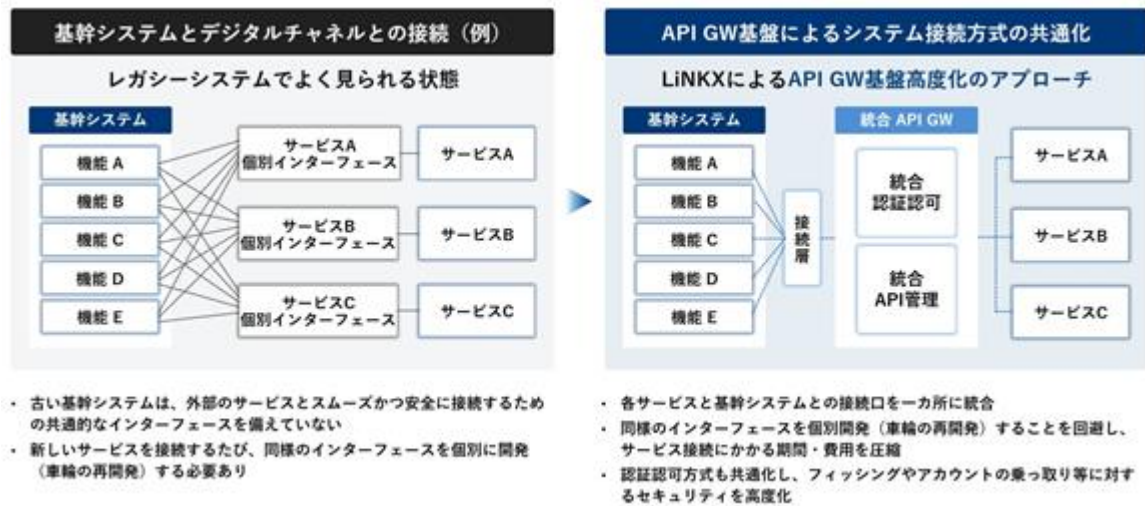 基幹システムとデジタルチャネルとの接続（例）
レガシーシステムでよく見られる状態
基幹システム
機能 A
機能 B
機能 C
機能 D
機能 E
サービスA
個別インターフェース
サービスB
個別インターフェース
サービスC
個別インターフェース
サービスA
サービスB
サービスC
・ 古い基幹システムは、外部のサービスとスムーズかつ安全に接続するため
の共通的なインターフェースを備えていない
・ 新しいサービスを接続するたび、同様のインターフェースを個別に開発
（車輪の再開発）する必要あり
API GW基盤によるシステム接続方式の共通化
LiNKXによるAPI GW基盤高度化のアプローチ
基幹システム
機能 A
機能 B
機能 C
機能 D
機能 E
接続層
統合 API GW
統合
認証認可
統合
API管理
サービスA
サービスB
サービスC
・ 各サービスと基幹システムとの接続口を一カ所に統合
・ 同様のインターフェースを個別開発（車輪の再開発）することを回避し、
サービス接続にかかる期間・費用を圧縮
・ 認証認可方式も共通化し、フィッシングやアカウントの乗っ取り等に対す
るセキュリティを高度化